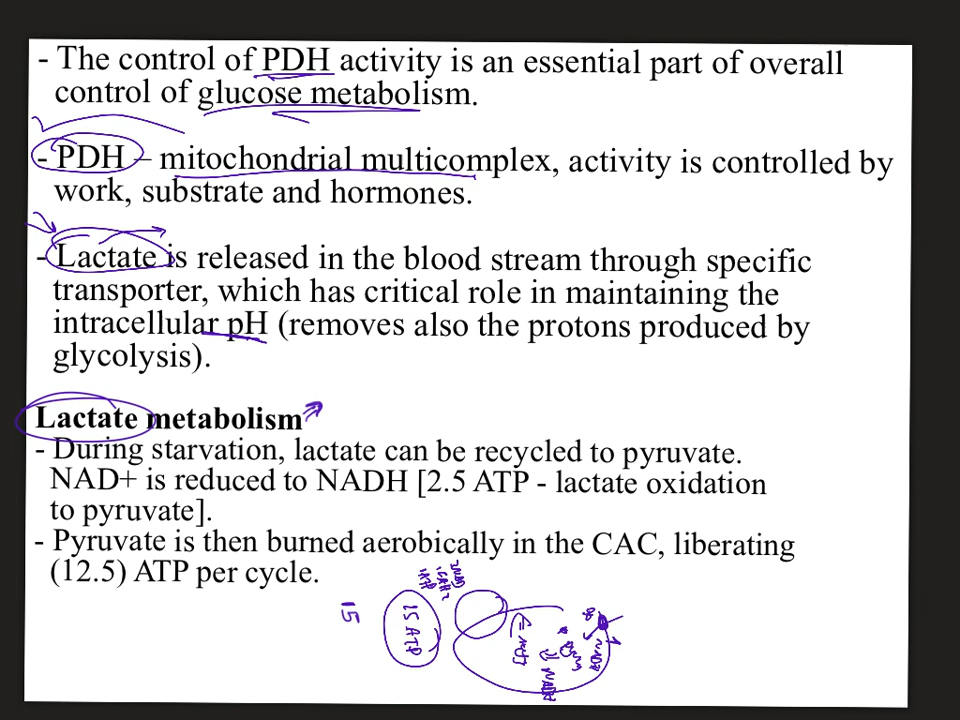 - The control of PDH activity is an essential part of overall
control of glucose metabolism.
- PDH – mitochondrial multicomplex, activity is controlled by
work, substrate and hormones.
- Lactate is released in the blood stream through specific
transporter, which has critical role in maintaining the
intracellular pH (removes also the protons produced by
glycolysis).
Lactate metabolism
- During starvation, lactate can be recycled to pyruvate.
NAD+ is reduced to NADH [2.5 ATP - lactate oxidation
to pyruvate].
- Pyruvate is then burned aerobically in the CAC, liberating
(12.5) ATP per cycle.
15
15 ATP
NADH